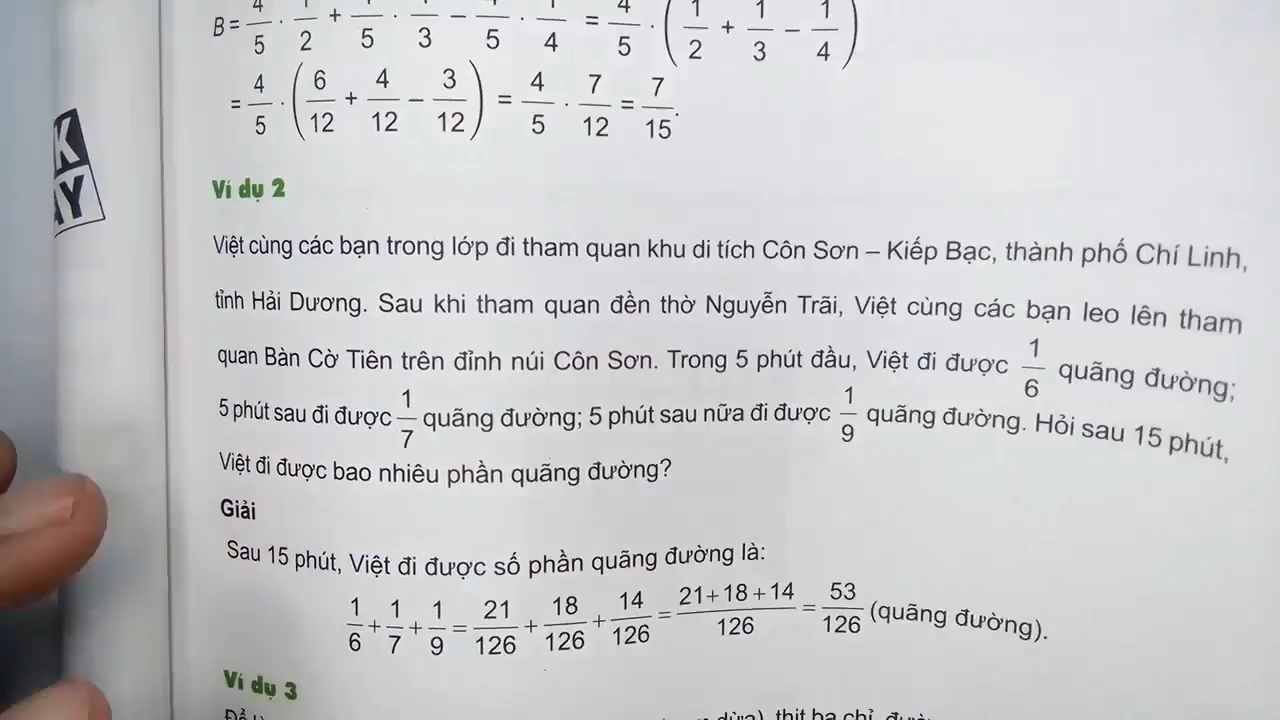 B = 4/5 · 1/2 + 4/5 · 1/3 − 4/5 · 1/4 = 4/5 · (1/2 + 1/3 − 1/4)
= 4/5 · (6/12 + 4/12 − 3/12) = 4/5 · 7/12 = 7/15.
Ví dụ 2
Việt cùng các bạn trong lớp đi tham quan khu di tích Côn Sơn – Kiếp Bạc, thành phố Chí Linh,
tỉnh Hải Dương. Sau khi tham quan đền thờ Nguyễn Trãi, Việt cùng các bạn leo lên tham
quan Bàn Cờ Tiên trên đỉnh núi Côn Sơn. Trong 5 phút đầu, Việt đi được 1/6 quãng đường;
5 phút sau đi được 1/7 quãng đường; 5 phút sau nữa đi được 1/9 quãng đường. Hỏi sau 15 phút,
Việt đi được bao nhiêu phần quãng đường?
Giải
Sau 15 phút, Việt đi được số phần quãng đường là:
1/6 + 1/7 + 1/9 = 21/126 + 18/126 + 14/126 = 21+18+14/126 = 53/126 (quãng đường).
Ví dụ 3
thịt ba chỉ,